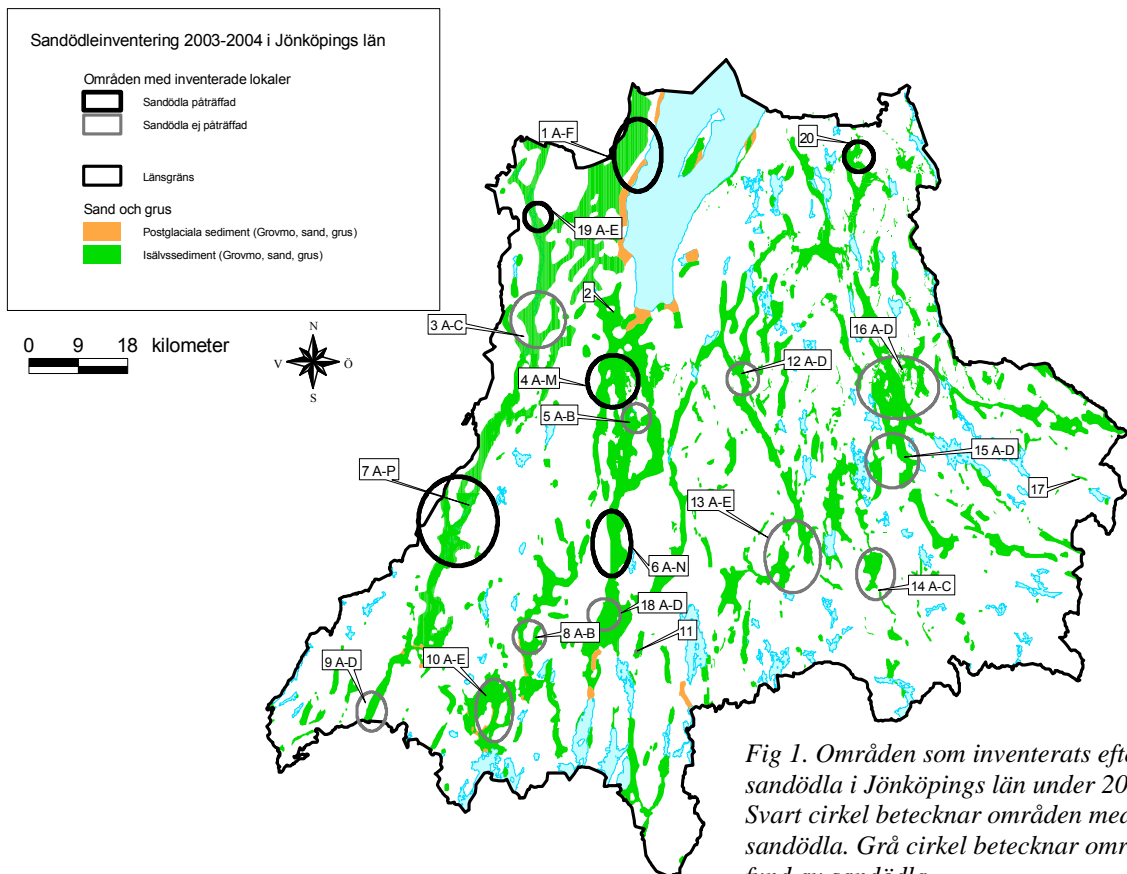 Sandödleinventering 2003-2004 i Jönköpings län
Områden med inventerade lokaler
Sandödla påträffad
Sandödla ej påträffad
Länsgräns
Sand och grus
Postglaciala sediment (Grovmo, sand, grus)
Isälvssediment (Grovmo, sand, grus)
0 9 18 kilometer
N
V Ö
S
1 A-F
20
19 A-E
2
3 A-C
16 A-D
12 A-D
4 A-M
5 A-B
15 A-D
7 A-P
17
13 A-E
6 A-N
14 A-C
18 A-D
8 A-B
11
9 A-D
10 A-E
Fig 1. Områden som inventerats efte
sandödla i Jönköpings län under 20
Svart cirkel betecknar områden med
sandödla. Grå cirkel betecknar områ